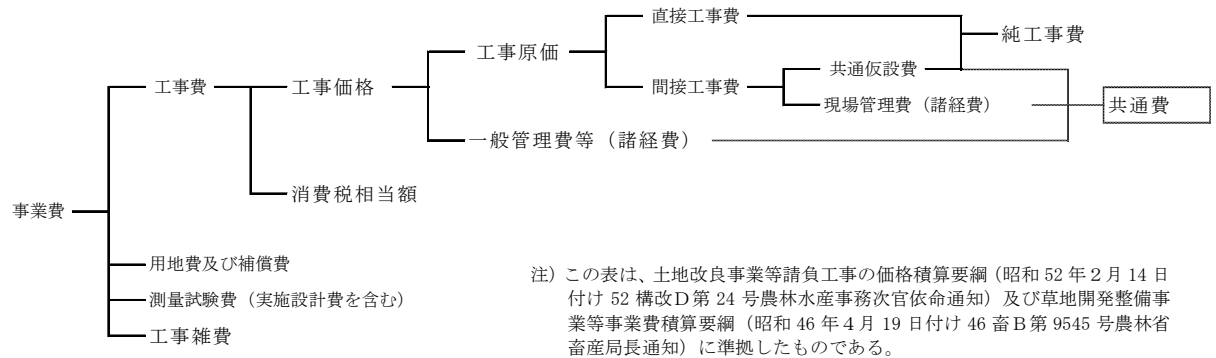 直接工事費
純工事費
工事原価
共通仮設費
工事費
工事価格
間接工事費
現場管理費（諸経費）
共通費
一般管理費等（諸経費）
消費税相当額
事業費
用地費及び補償費
測量試験費（実施設計費を含む）
工事雑費
注）この表は、土地改良事業等請負工事の価格積算要綱（昭和 52 年２月 14 日
付け 52 構改Ｄ第 24 号農林水産事務次官依命通知）及び草地開発整備事
業等事業費積算要綱（昭和 46 年４月 19 日付け 46 畜Ｂ第 9545 号農林省
畜産局長通知）に準拠したものである。